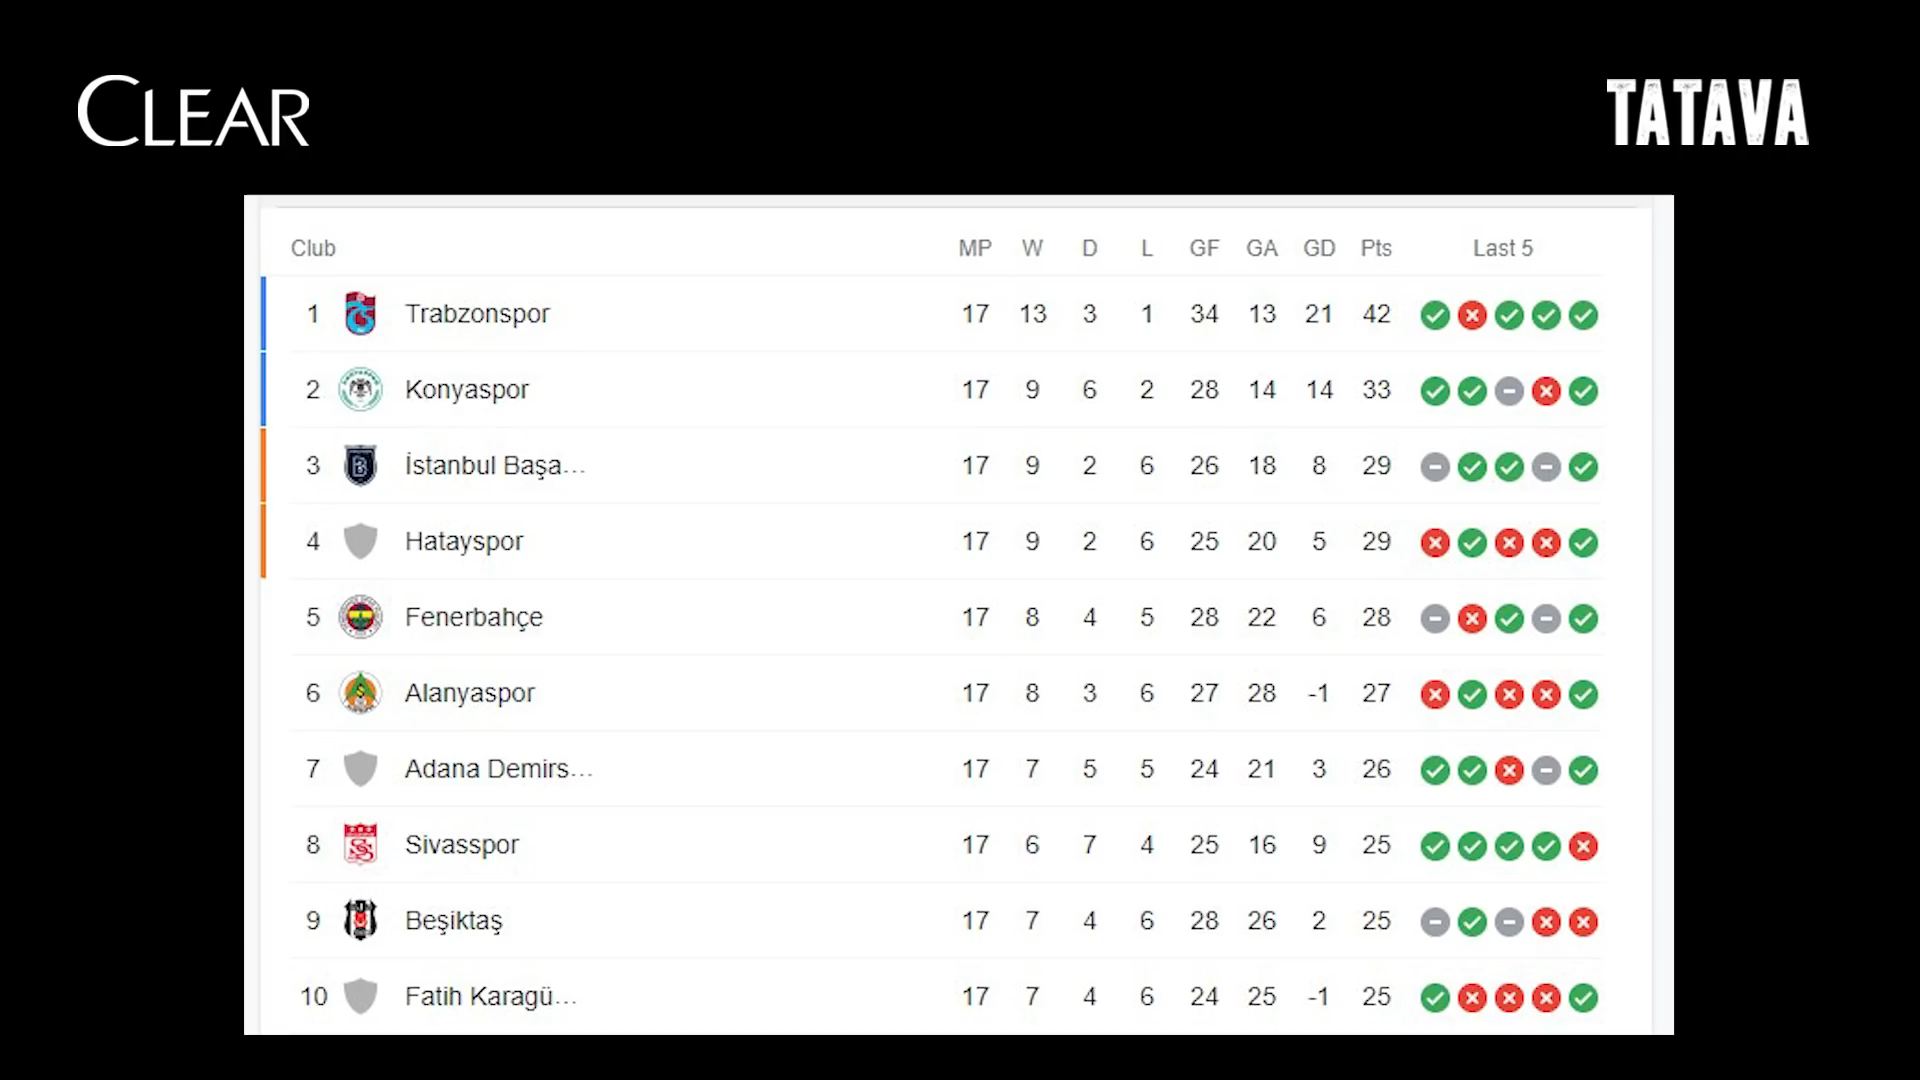 CLEAR
TATAVA
Club MP W D L GF GA GD Pts Last 5
1 Trabzonspor 17 13 3 1 34 13 21 42
2 Konyaspor 17 9 6 2 28 14 14 33
3 İstanbul Başa... 17 9 2 6 26 18 8 29
4 Hatayspor 17 9 2 6 25 20 5 29
5 Fenerbahçe 17 8 4 5 28 22 6 28
6 Alanyaspor 17 8 3 6 27 28 -1 27
7 Adana Demirs... 17 7 5 5 24 21 3 26
8 Sivasspor 17 6 7 4 25 16 9 25
9 Beşiktaş 17 7 4 6 28 26 2 25
10 Fatih Karagü... 17 7 4 6 24 25 -1 25